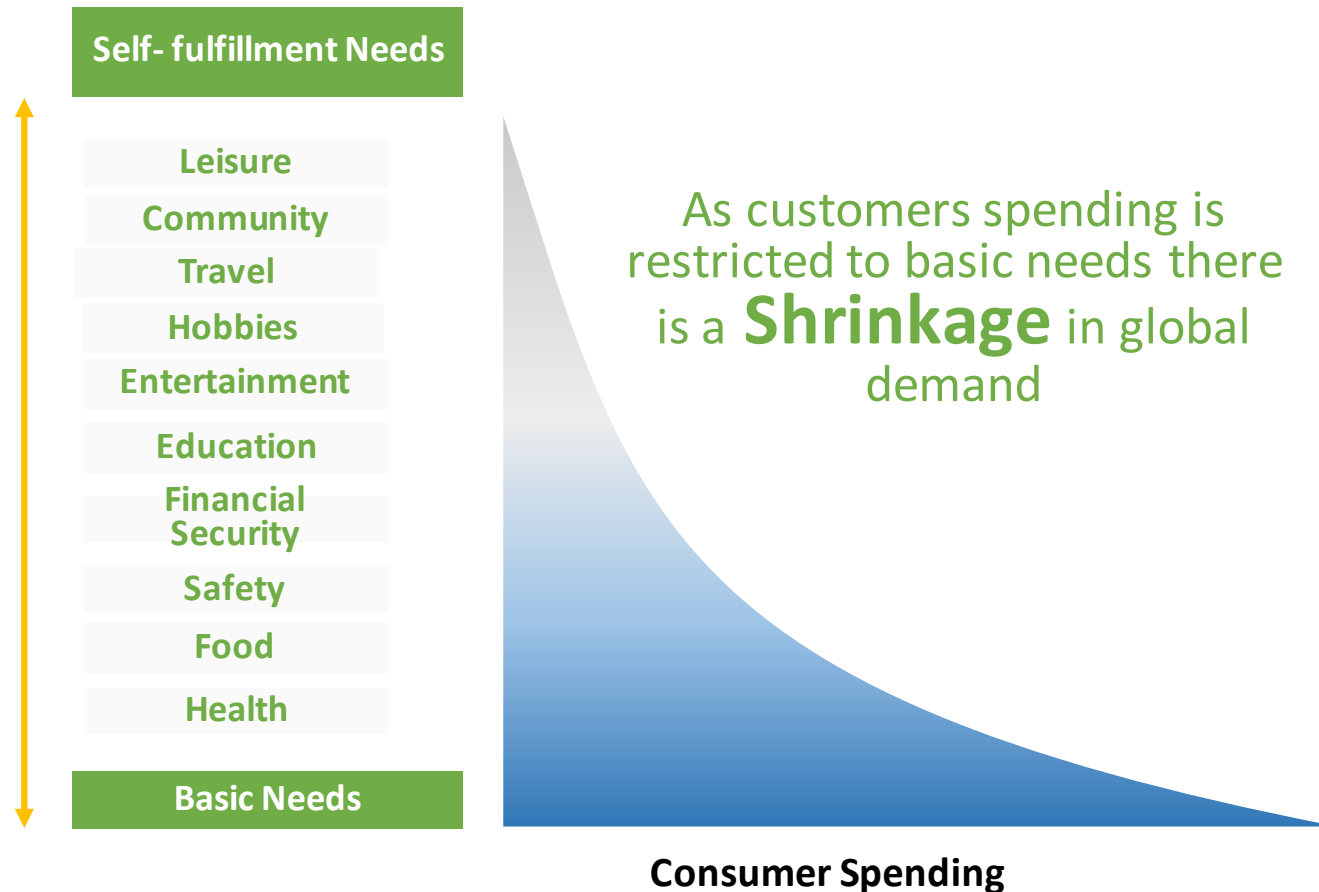 Self- fulfillment Needs
Leisure
Community
Travel
Hobbies
Entertainment
Education
Financial
Security
Safety
Food
Health
Basic Needs
As customers spending is
restricted to basic needs there
is a Shrinkage in global
demand
Consumer Spending